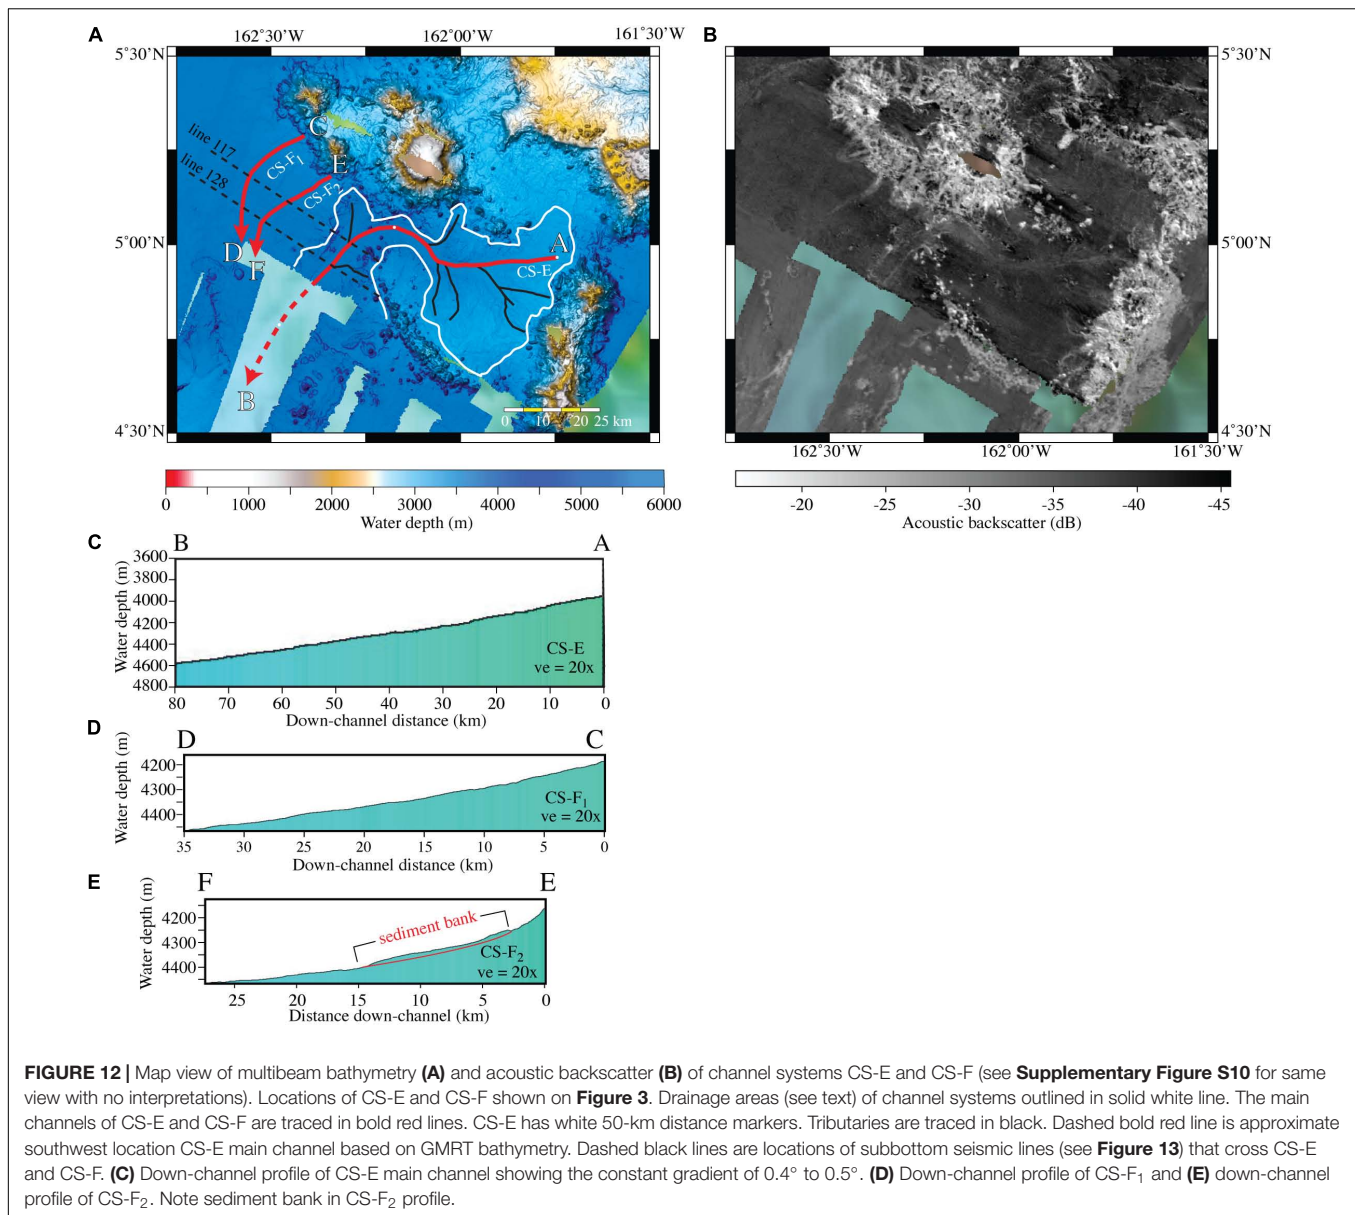 A
162˚30'W
162˚00'W
161˚30'W
B
5˚30'N
5˚30'N
C
line 117
CS-F1
E
line 128
CS-F2
5˚00'N
5˚00'N
D
F
A
CS-E
B
0 10 20 25 km
4˚30'N
4˚30'N
162˚30'W
162˚00'W
161˚30'W
0 1000 2000 3000 4000 5000 6000
Water depth (m)
-20 -25 -30 -35 -40 -45
Acoustic backscatter (dB)
C
B
A
Water depth (m)
3600
3800
4000
4200
4400
4600
4800
CS-E
ve = 20x
80 70 60 50 40 30 20 10 0
Down-channel distance (km)
D
D
C
Water depth (m)
4200
4300
4400
CS-F1
ve = 20x
35 30 25 20 15 10 5 0
Down-channel distance (km)
E
F
E
Water depth (m)
4200
4300
4400
sediment bank
CS-F2
ve = 20x
25 20 15 10 5 0
Distance down-channel (km)
FIGURE 12 | Map view of multibeam bathymetry (A) and acoustic backscatter (B) of channel systems CS-E and CS-F (see Supplementary Figure S10 for same
view with no interpretations). Locations of CS-E and CS-F shown on Figure 3. Drainage areas (see text) of channel systems outlined in solid white line. The main
channels of CS-E and CS-F are traced in bold red lines. CS-E has white 50-km distance markers. Tributaries are traced in black. Dashed bold red line is approximate
southwest location CS-E main channel based on GMRT bathymetry. Dashed black lines are locations of subbottom seismic lines (see Figure 13) that cross CS-E
and CS-F. (C) Down-channel profile of CS-E main channel showing the constant gradient of 0.4° to 0.5°. (D) Down-channel profile of CS-F1 and (E) down-channel
profile of CS-F2. Note sediment bank in CS-F2 profile.